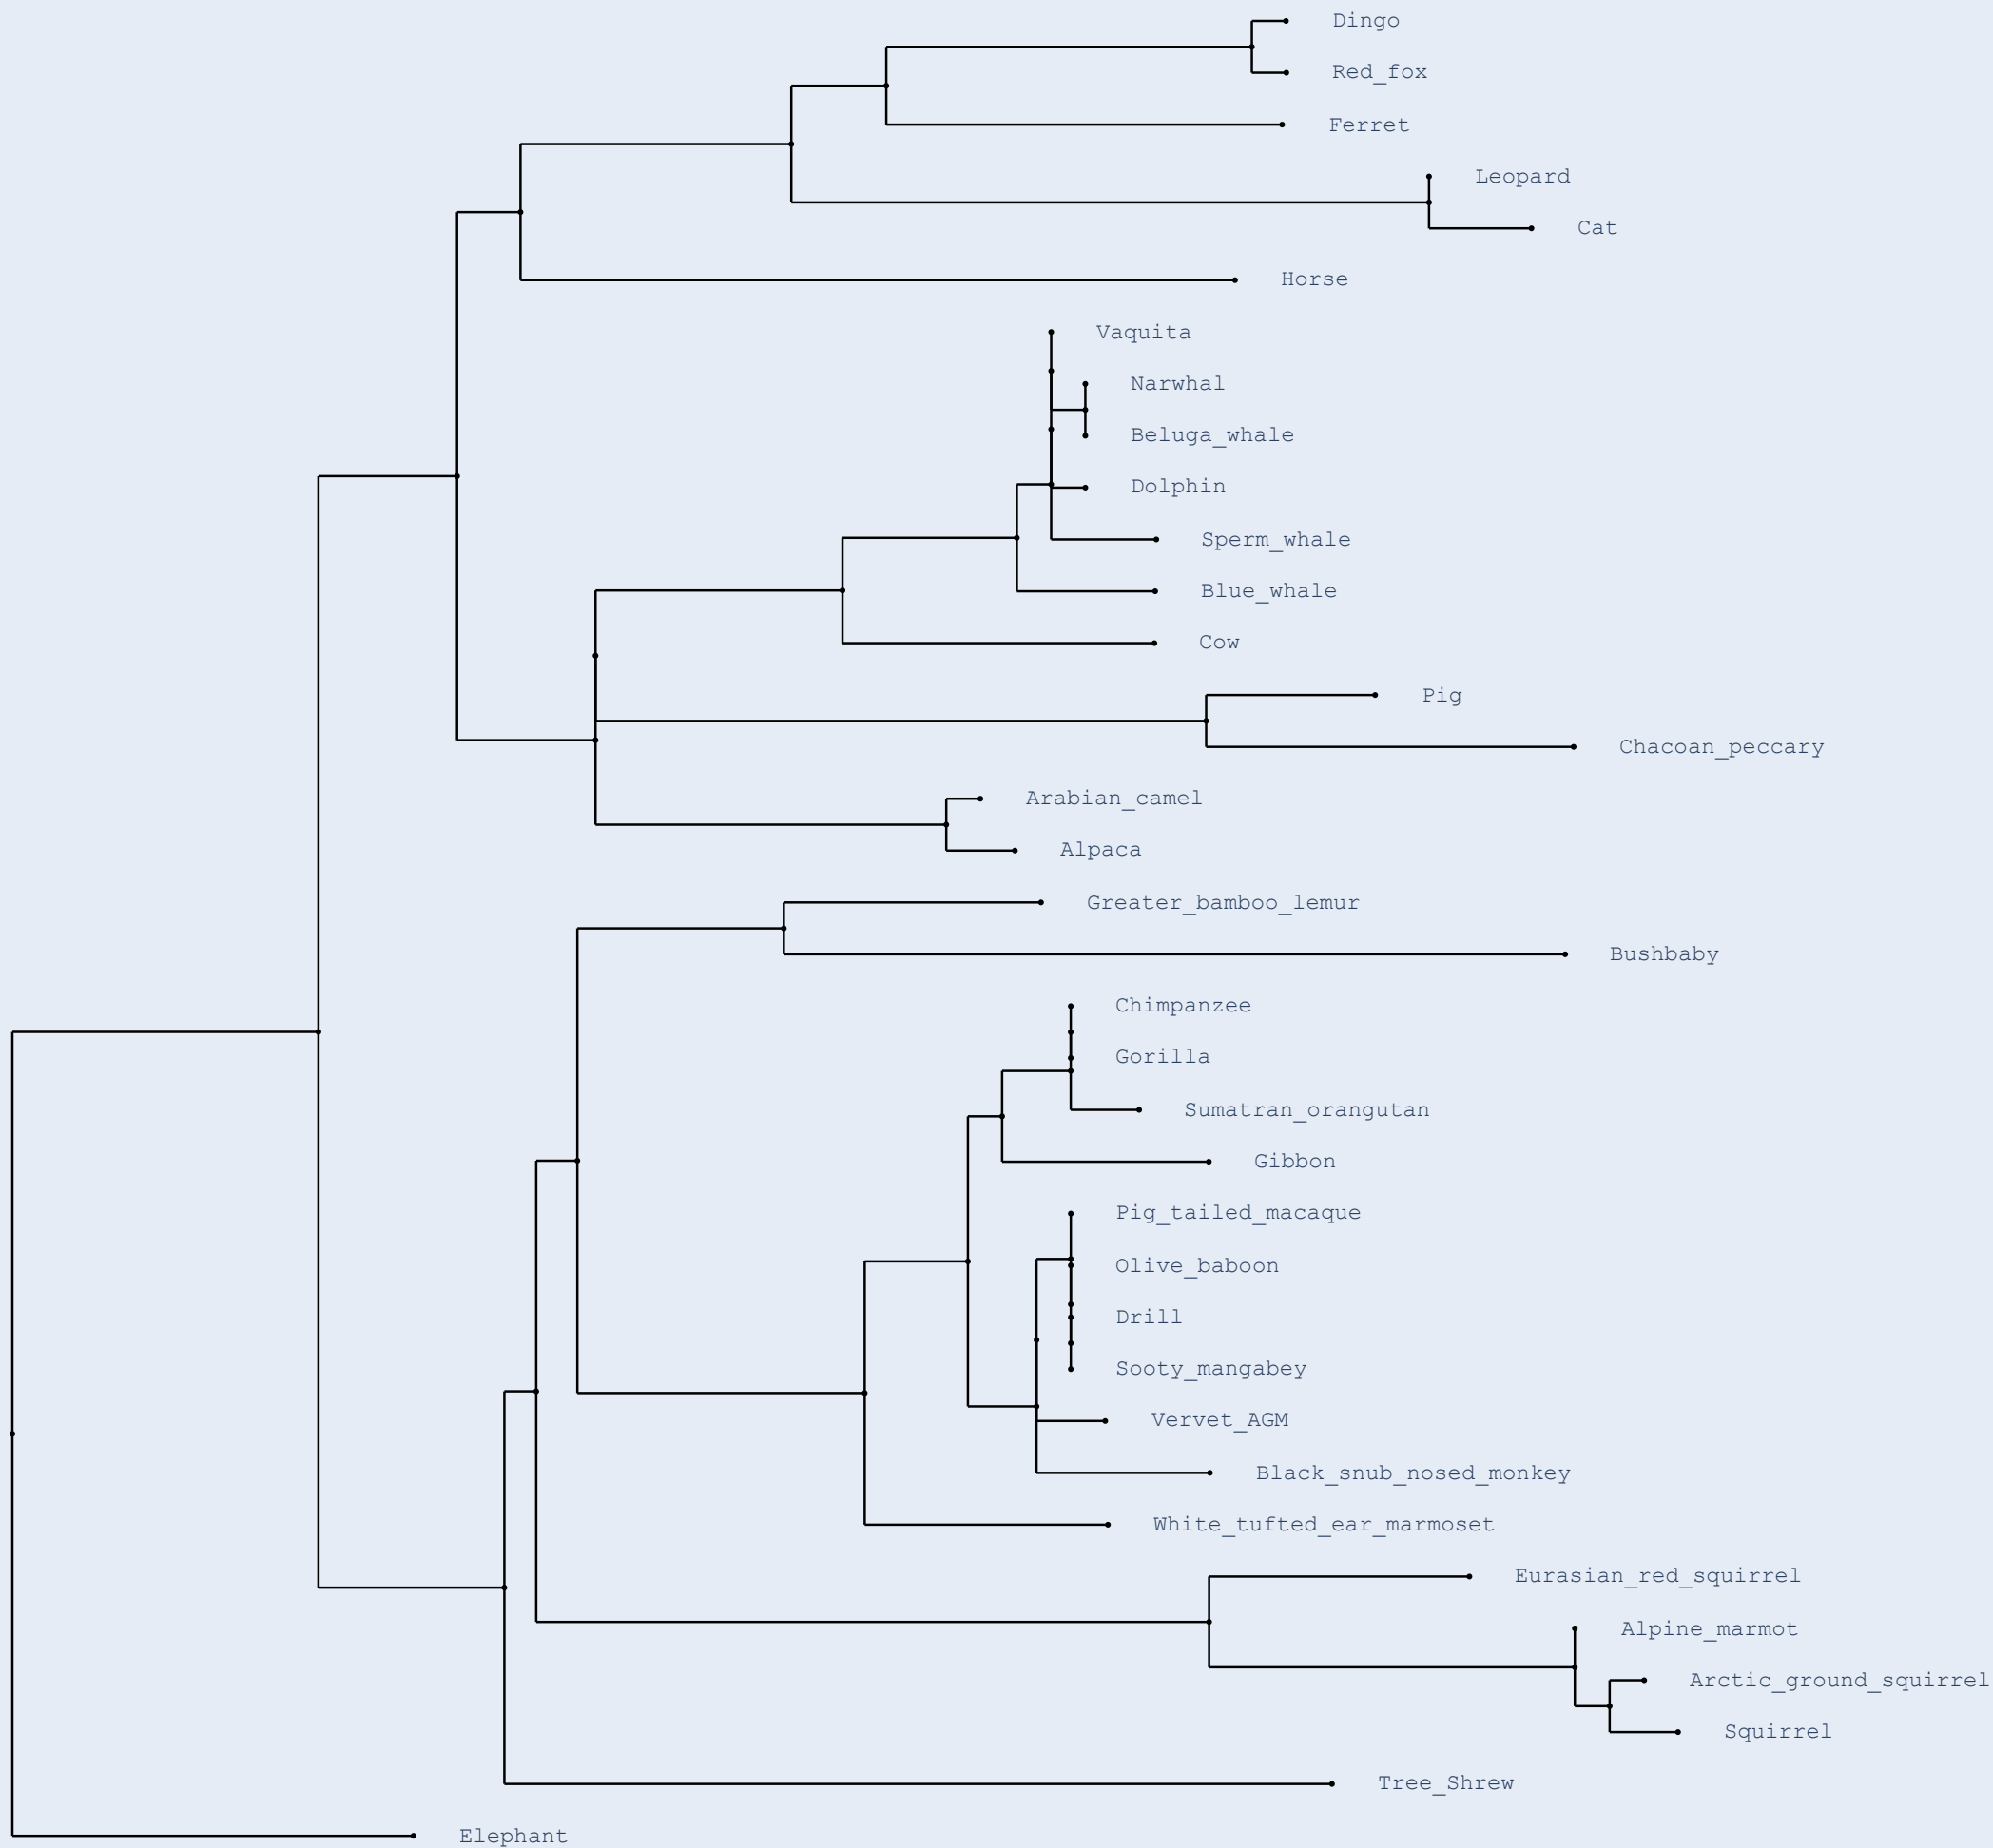 Dingo
Red_fox
Ferret
Leopard
Cat
Horse
Vaquita
Narwhal
Beluga_whale
Dolphin
Sperm_whale
Blue_whale
Cow
Pig
Chacoan_peccary
Arabian_camel
Alpaca
Greater_bamboo_lemur
Bushbaby
Chimpanzee
Gorilla
Sumatran_orangutan
Gibbon
Pig_tailed_macaque
Olive_baboon
Drill
Sooty_mangabey
Vervet_AGM
Black_snub_nosed_monkey
White_tufted_ear_marmoset
Eurasian_red_squirrel
Alpine_marmot
Arctic_ground_squirrel
Squirrel
Tree_Shrew
Elephant